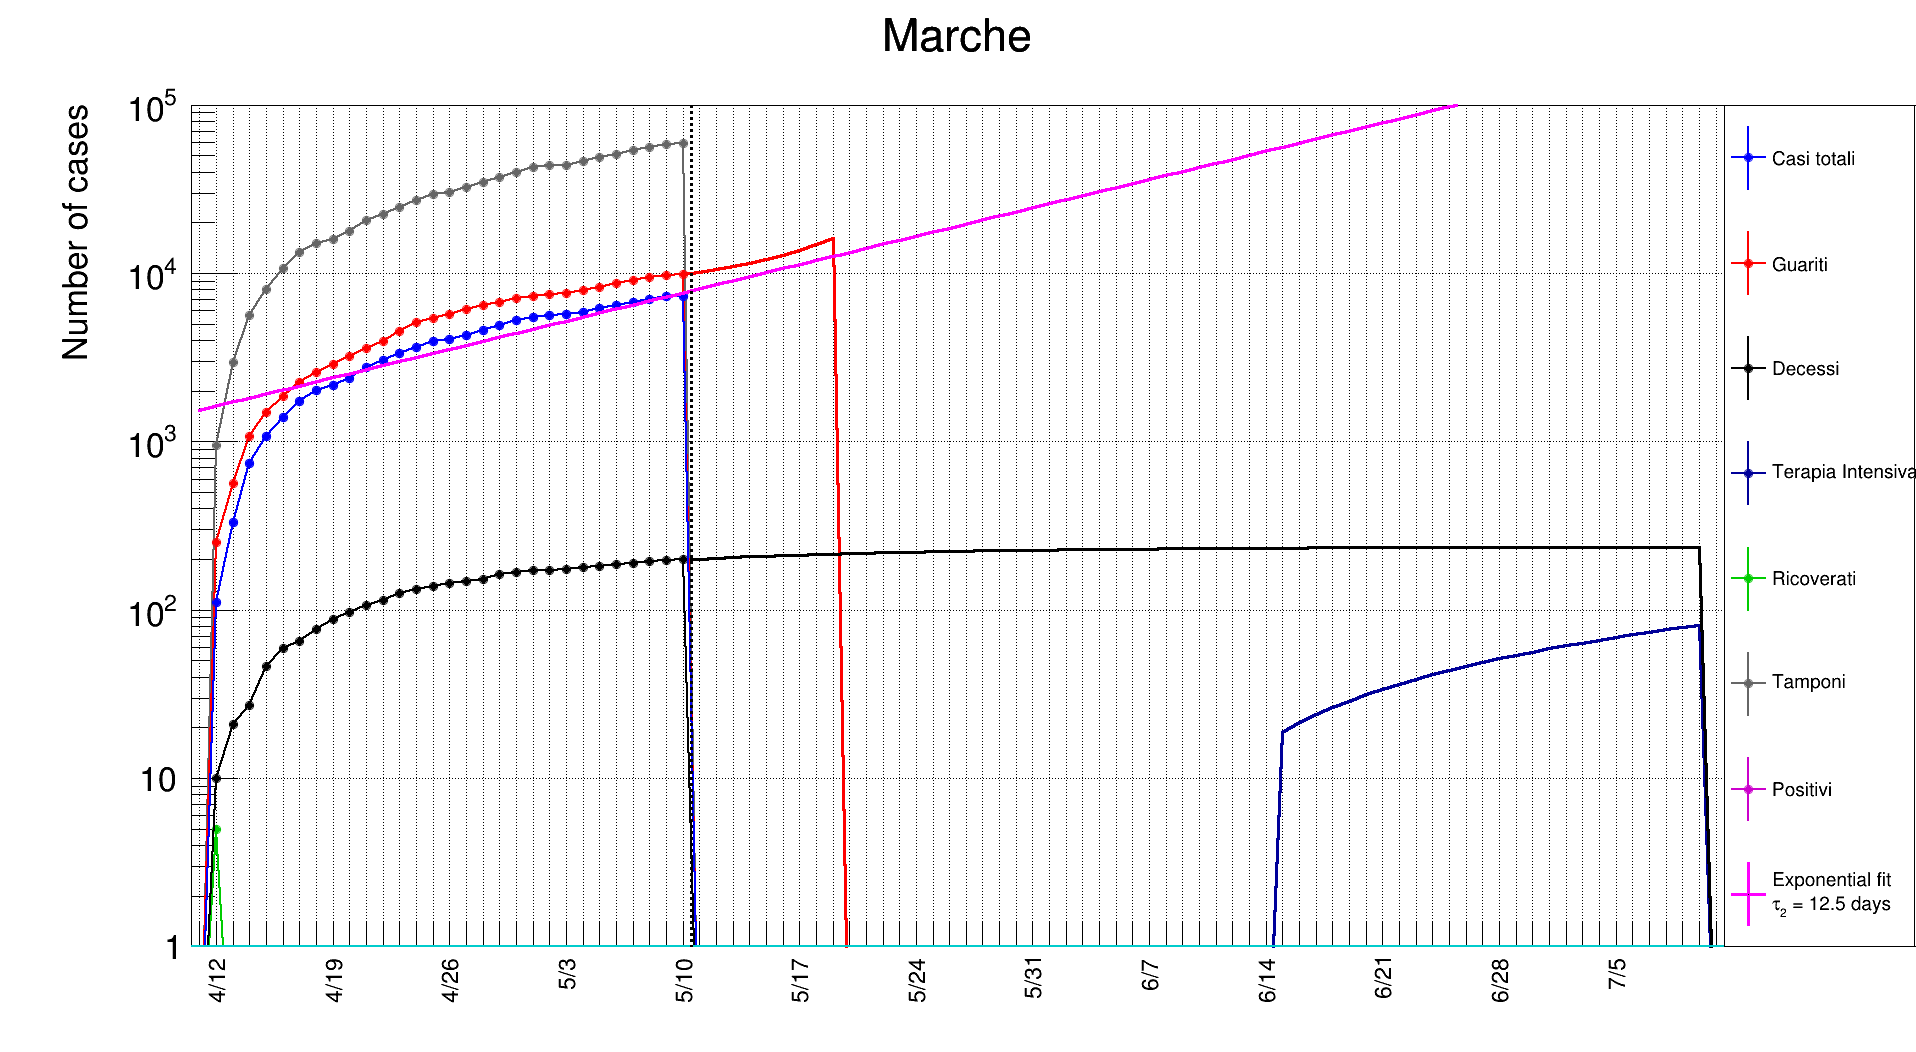 Marche
Number of cases
10^5
10^4
10^3
10^2
10
1
4/12
4/19
4/26
5/3
5/10
5/17
5/24
5/31
6/7
6/14
6/21
6/28
7/5
Casi totali
Guariti
Decessi
Terapia Intensiva
Ricoverati
Tamponi
Positivi
Exponential fit
τ₂ = 12.5 days